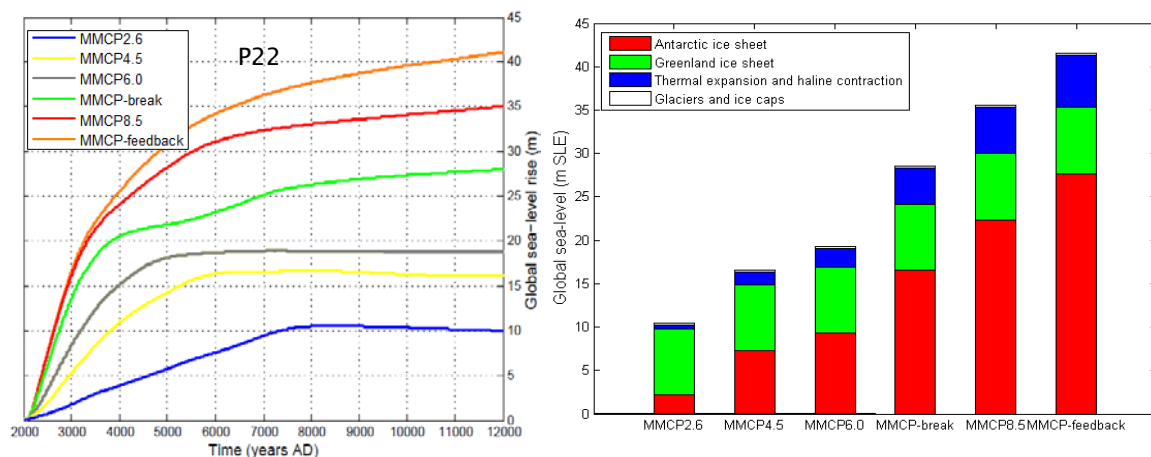 P22
MMCP2.6
MMCP4.5
MMCP6.0
MMCP-break
MMCP8.5
MMCP-feedback
45
40
35
30
25
20
15
10
5
0
Global sea-level rise (m)
2000 3000 4000 5000 6000 7000 8000 9000 10000 11000 12000
Time (years AD)
Antarctic ice sheet
Greenland ice sheet
Thermal expansion and haline contraction
Glaciers and ice caps
45
40
35
30
25
20
15
10
5
0
Global sea-level (m SLE)
MMCP2.6 MMCP4.5 MMCP6.0 MMCP-break MMCP8.5 MMCP-feedback